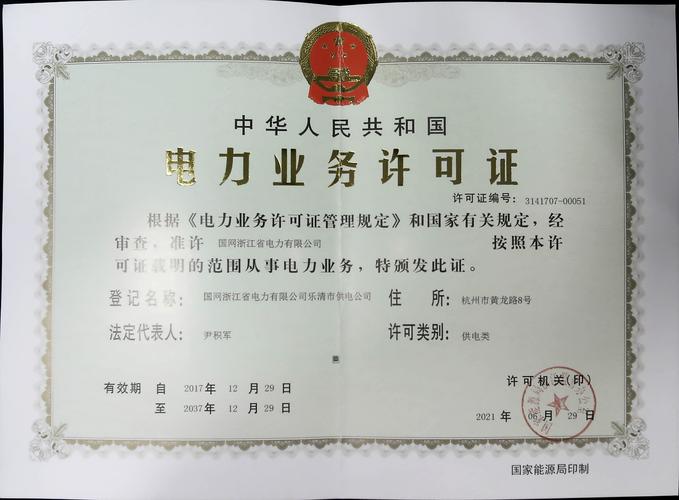 中华人民共和国
电力业务许可证
许可证编号：3141707-00051
根据《电力业务许可证管理规定》和国家有关规定，经
审查，准许 国网浙江省电力有限公司 按照本许
可证载明的范围从事电力业务，特颁发此证。
登记名称： 国网浙江省电力有限公司乐清市供电公司 住 所： 杭州市黄龙路8号
法定代表人： 尹积军 许可类别： 供电类
有效期 自 2017 年 12 月 29 日 许可机关(印)
至 2037 年 12 月 29 日 2021 年 06 月 29 日
国家能源局印制